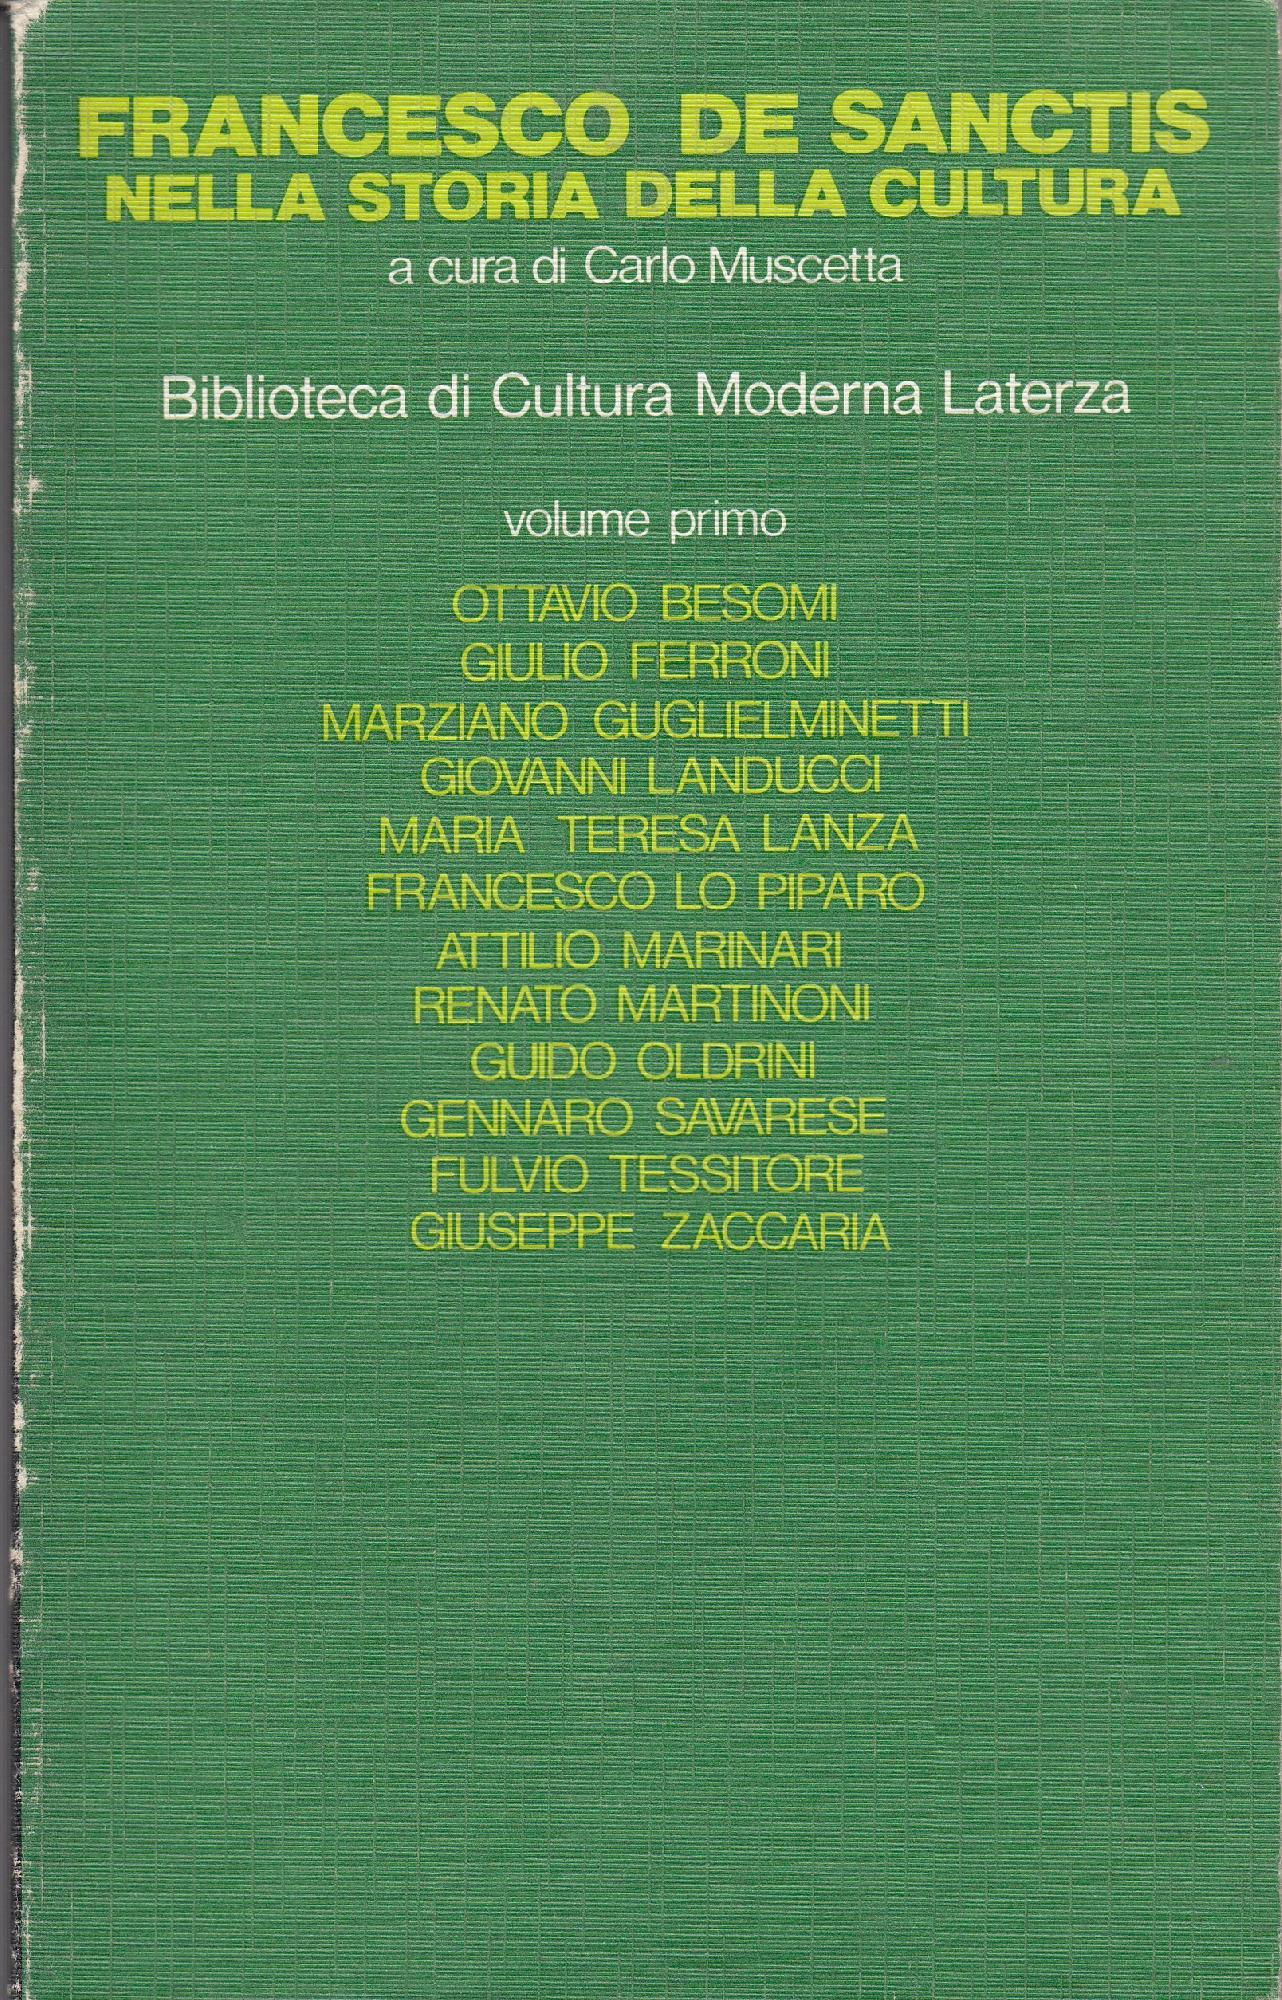 FRANCESCO DE SANCTIS
NELLA STORIA DELLA CULTURA
a cura di Carlo Muscetta
Biblioteca di Cultura Moderna Laterza
volume primo
OTTAVIO BESOMI
GIULIO FERRONI
MARZIANO GUGLIELMINETTI
GIOVANNI LANDUCCI
MARIA TERESA LANZA
FRANCESCO LO PIPARO
ATTILIO MARINARI
RENATO MARTINONI
GUIDO OLDRINI
GENNARO SAVARESE
FULVIO TESSITORE
GIUSEPPE ZACCARIA